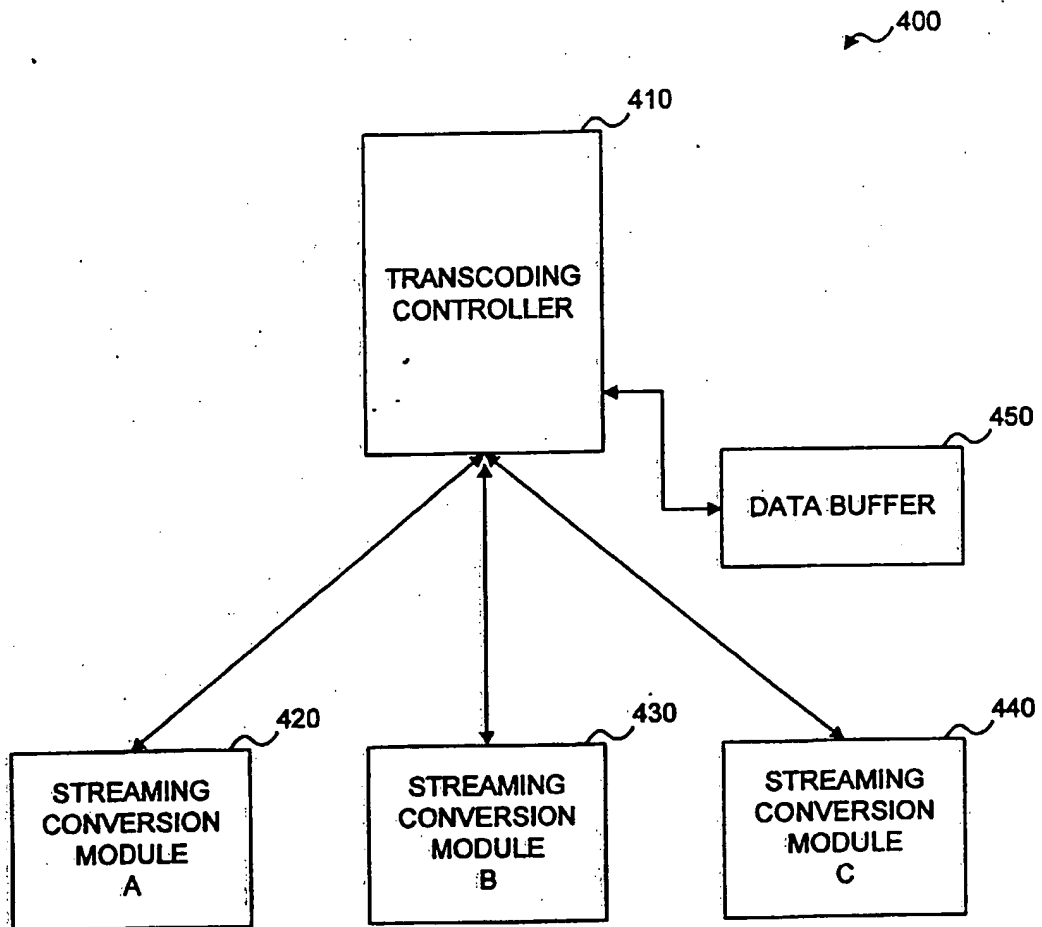 400
410
TRANSCODING
CONTROLLER
450
DATA BUFFER
420
STREAMING
CONVERSION
MODULE
A
430
STREAMING
CONVERSION
MODULE
B
440
STREAMING
CONVERSION
MODULE
C